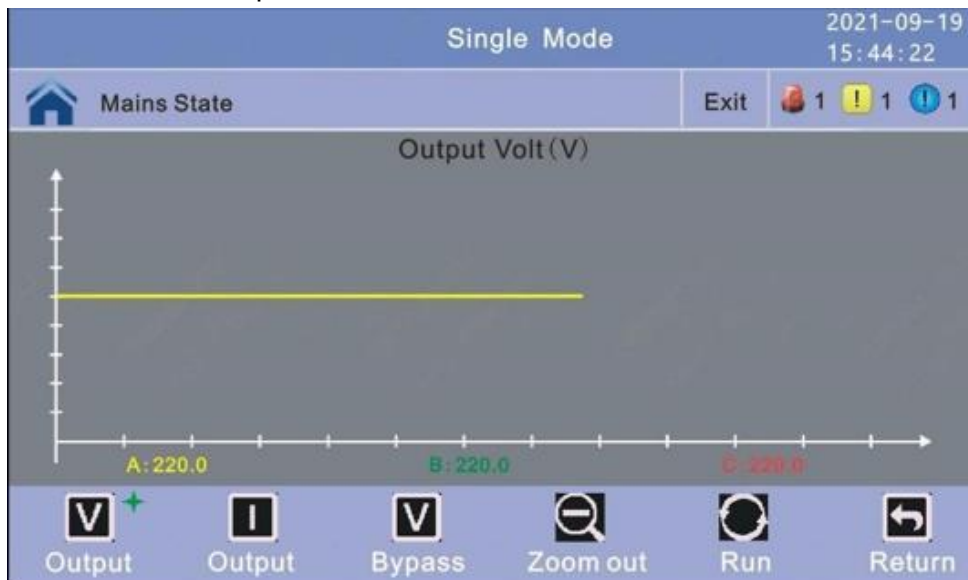 Single Mode
2021-09-19
15:44:22
Mains State
Exit
1
! 1
! 1
Output Volt(V)
A:220.0
B:220.0
C:220.0
V
Output
I
Output
V
Bypass
Zoom out
Run
Return